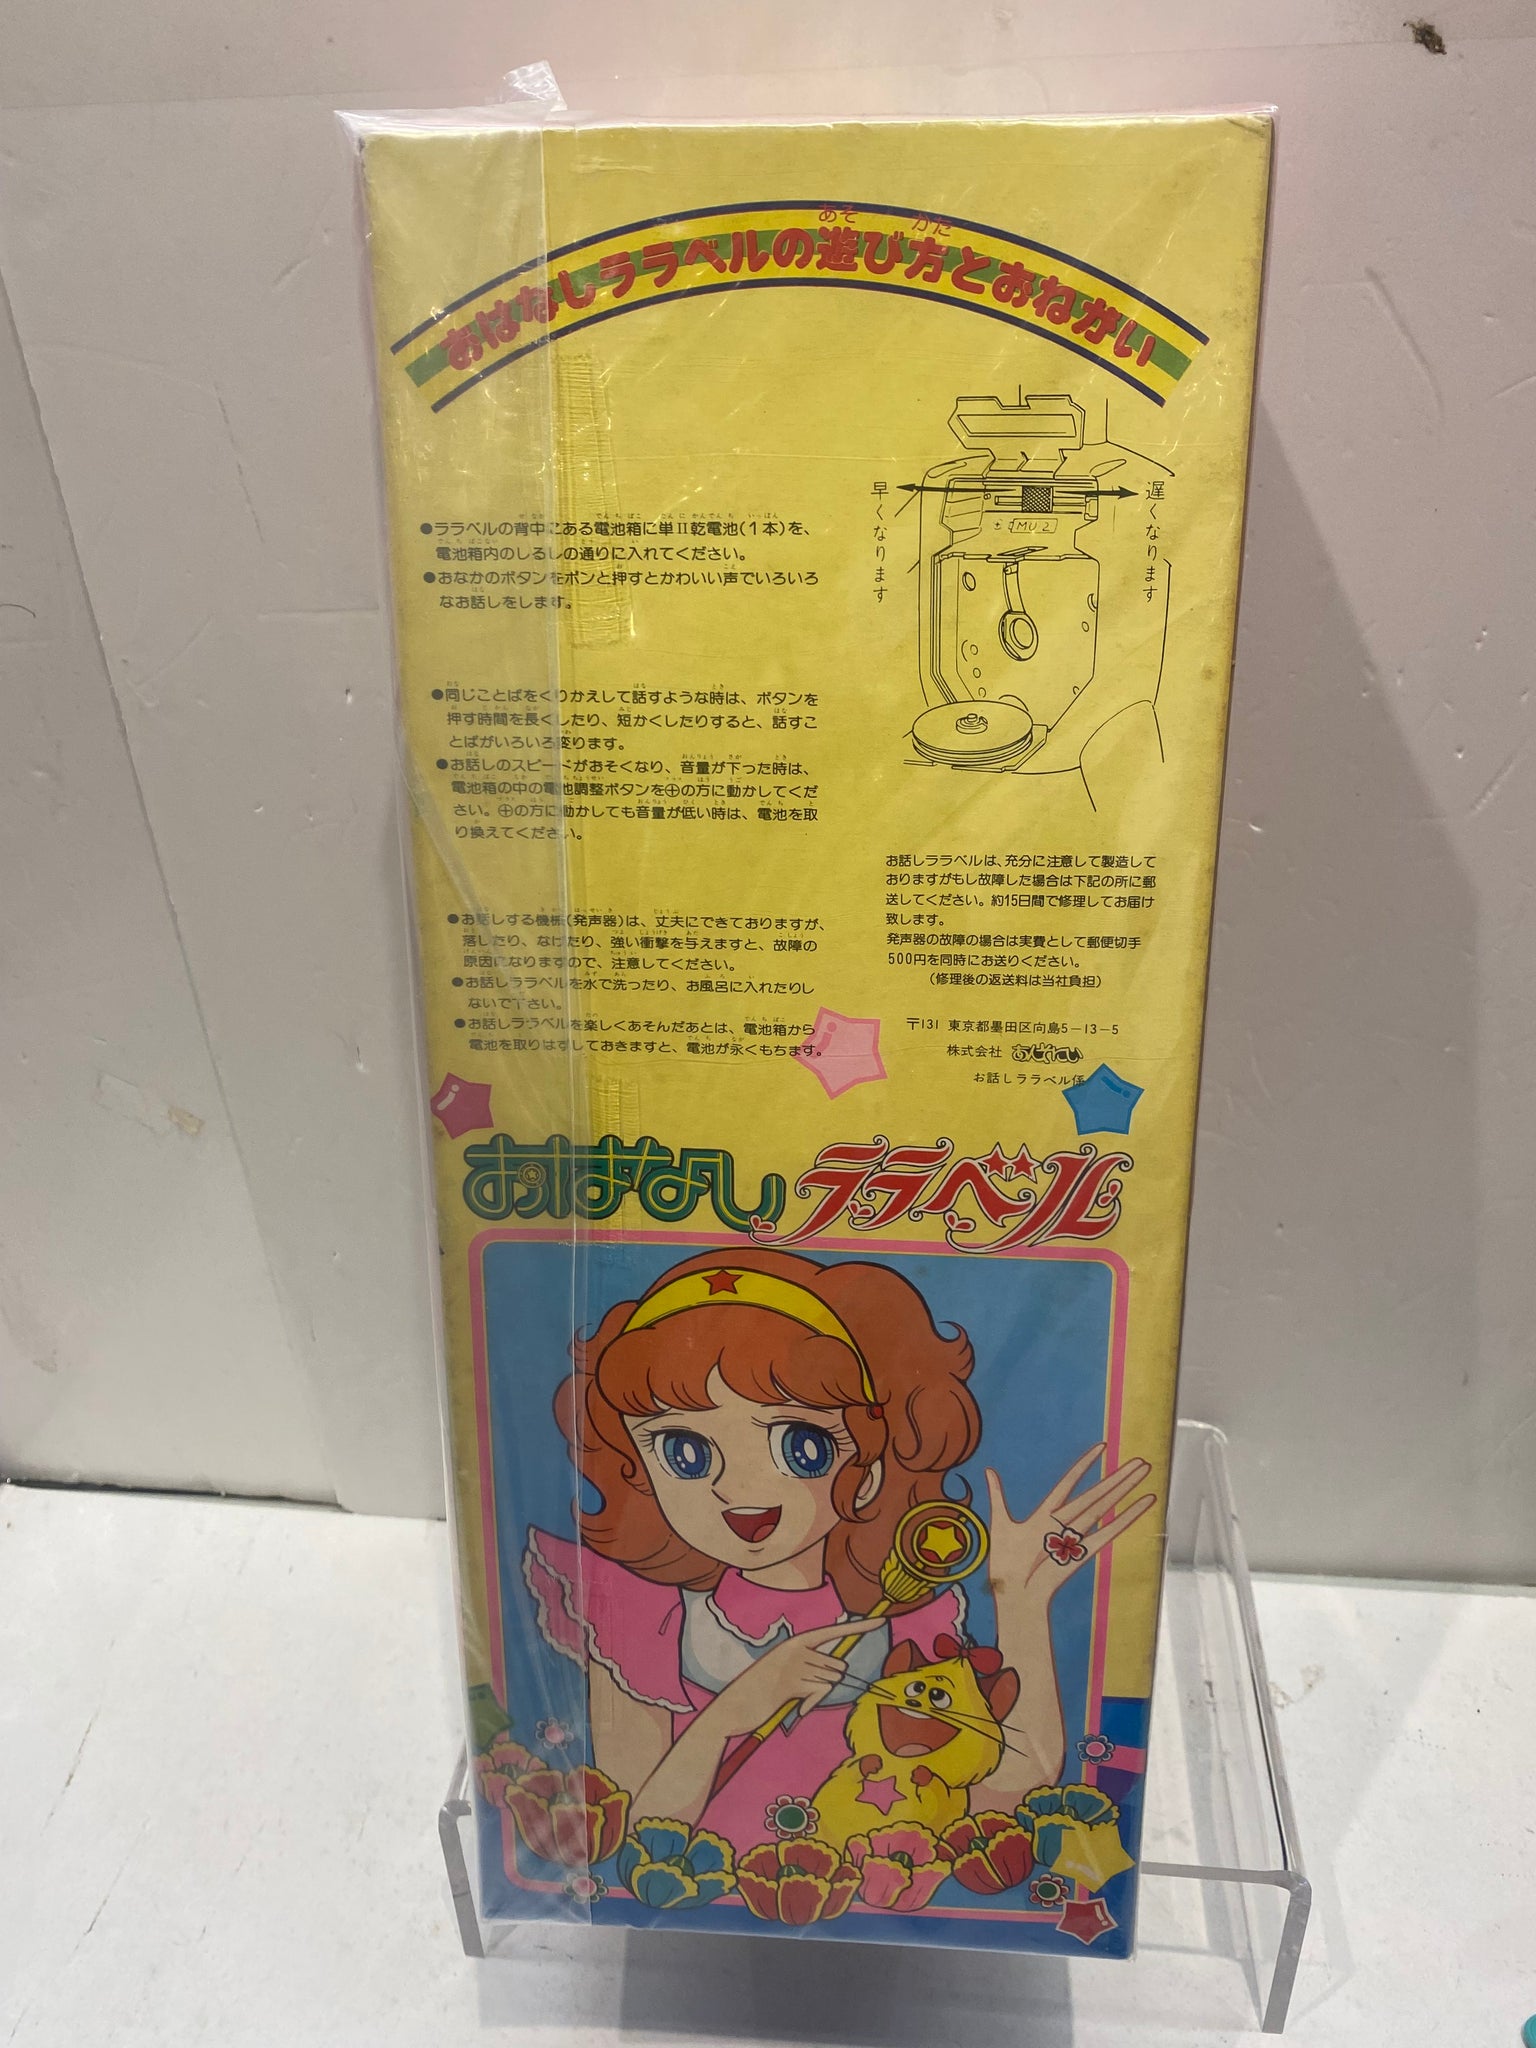 おはなしララベルの遊び方とおねがい
あそ かた
早くなります
遅くなります
MU 2
●ララベルの背中にある電池箱に単Ⅱ乾電池(1本)を、
電池箱内のしるしの通りに入れてください。
●おなかのボタンをポンと押すとかわいい声でいろいろ
なお話しをします。
●同じことばをくりかえして話すような時は、ボタンを
押す時間を長くしたり、短かくしたりすると、話すこ
とばがいろいろ変ります。
●お話しのスピードがおそくなり、音量が下った時は、
電池箱の中の電池調整ボタンを⊕の方に動かしてくだ
さい。⊕の方に動かしても音量が低い時は、電池を取
り換えてください。
●お話しする機械(発声器)は、丈夫にできておりますが、
落したり、なげたり、強い衝撃を与えますと、故障の
原因になりますので、注意してください。
●お話しララベルを水で洗ったり、お風呂に入れたりし
ないで下さい。
●お話しララベルを楽しくあそんだあとは、電池箱から
電池を取りはずしておきますと、電池が永くもちます。
お話しララベルは、充分に注意して製造して
おりますがもし故障した場合は下記の所に郵
送してください。約15日間で修理してお届け
致します。
発声器の故障の場合は実費として郵便切手
500円を同時にお送りください。
(修理後の返送料は当社負担)
〒131 東京都墨田区向島5-13-5
株式会社 あさくさ
お話しララベル係
おはなし ララベル